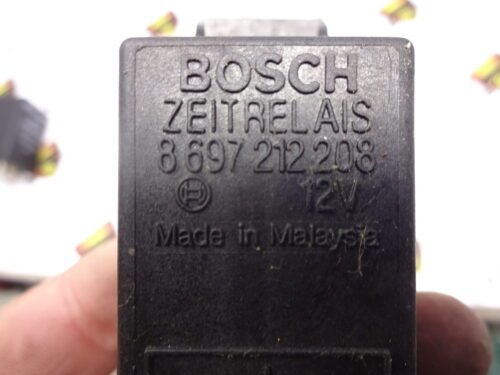 BOSCH
ZEITRELAIS
8 697 212 208
12V
Made in Malaysia